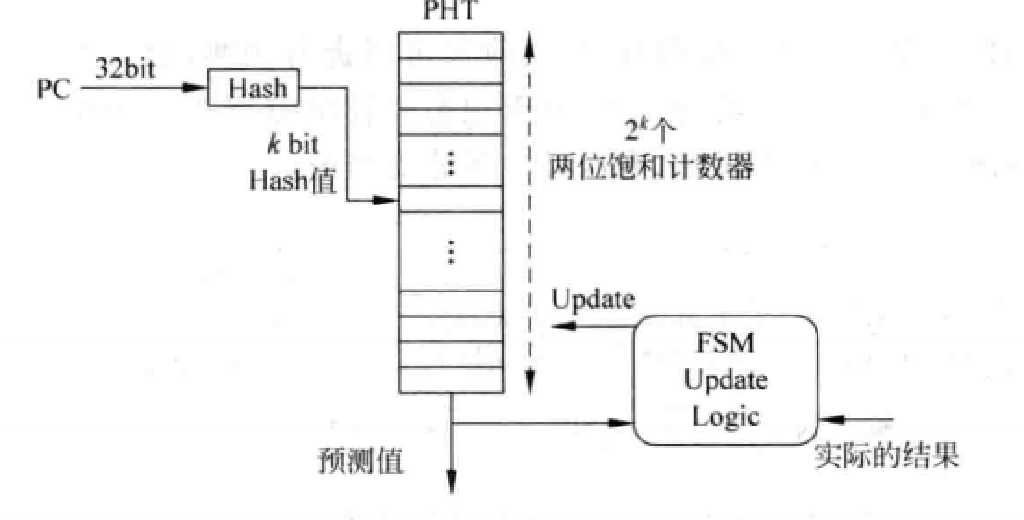 PHT
PC
32bit
Hash
k bit
Hash值
2^k个
两位饱和计数器
Update
FSM
Update
Logic
预测值
实际的结果